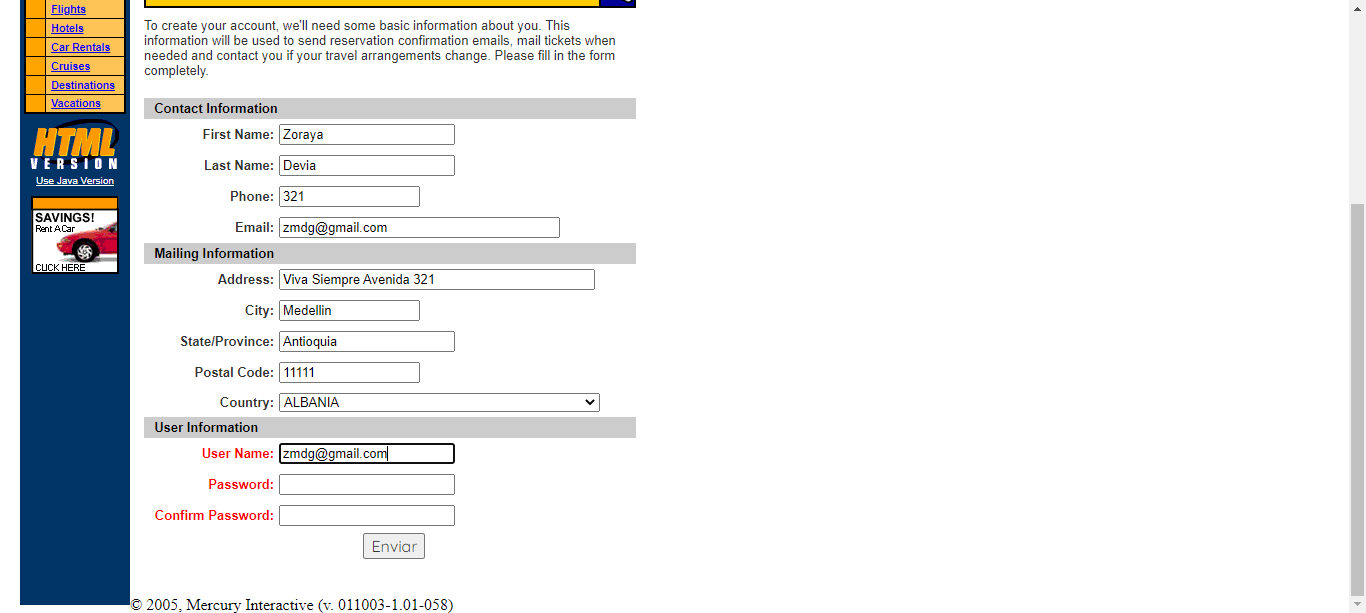 Flights
Hotels
Car Rentals
Cruises
Destinations
Vacations
HTML
VERSION
Use Java Version
SAVINGS!
Rent A Car
CLICK HERE
To create your account, we'll need some basic information about you. This
information will be used to send reservation confirmation emails, mail tickets when
needed and contact you if your travel arrangements change. Please fill in the form
completely.
Contact Information
First Name: Zoraya
Last Name: Devia
Phone: 321
Email: zmdg@gmail.com
Mailing Information
Address: Viva Siempre Avenida 321
City: Medellin
State/Province: Antioquia
Postal Code: 11111
Country: ALBANIA
User Information
User Name: zmdg@gmail.com
Password:
Confirm Password:
Enviar
© 2005, Mercury Interactive (v. 011003-1.01-058)